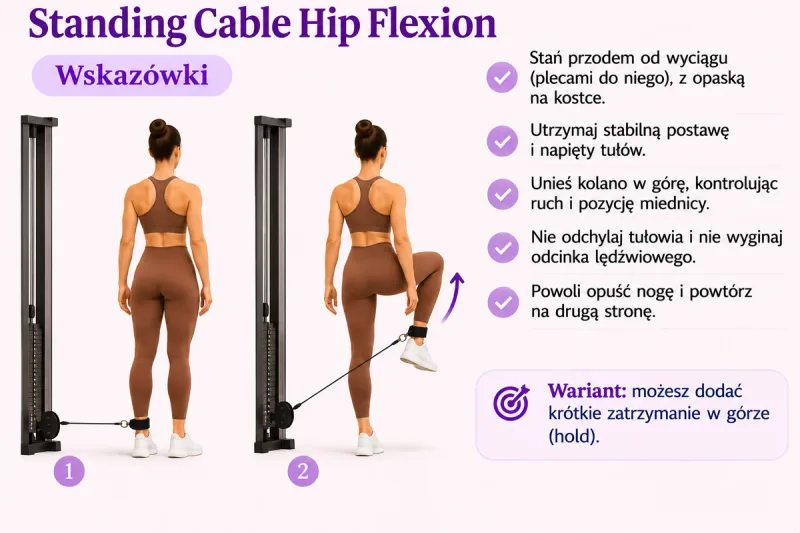 Standing Cable Hip Flexion
Wskazówki
Stań przodem od wyciągu
(plecami do niego), z opaską
na kostce.
Utrzymaj stabilną postawę
i napięty tułów.
Unieś kolano w górę, kontrolując
ruch i pozycję miednicy.
Nie odchylaj tułowia i nie wyginaj
odcinka lędźwiowego.
Powoli opuść nogę i powtórz
na drugą stronę.
Wariant: możesz dodać
krótkie zatrzymanie w górze
(hold).
1
2